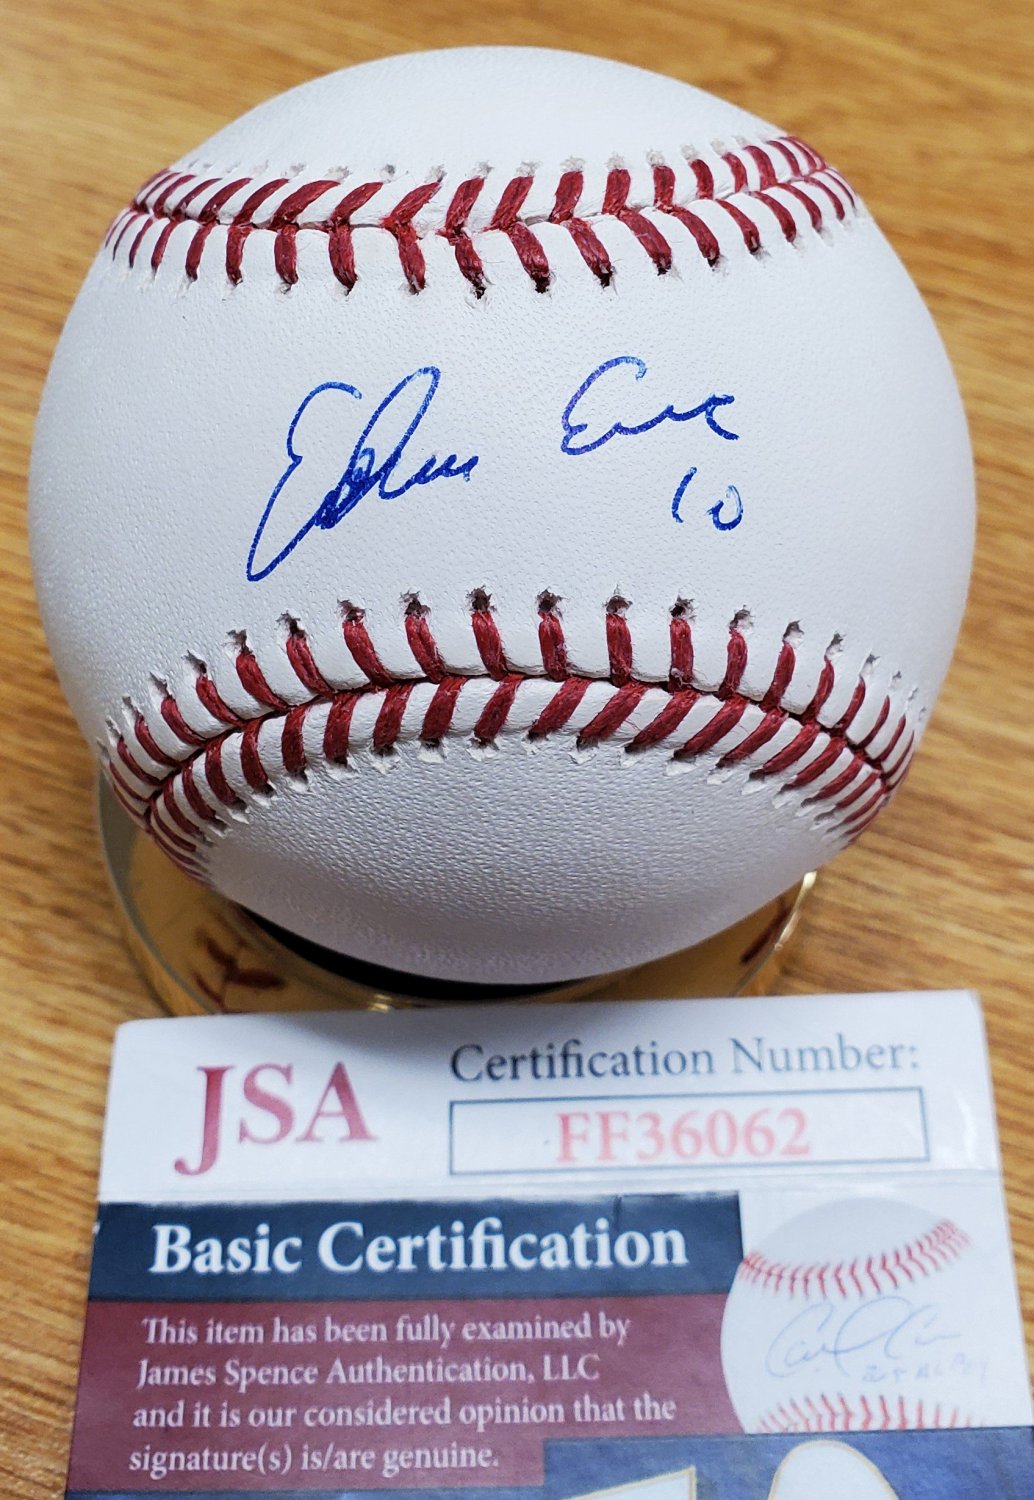 10
JSA
Certification Number:
FF36062
Basic Certification
This item has been fully examined by
James Spence Authentication, LLC
and it is our considered opinion that the
signature(s) is/are genuine.